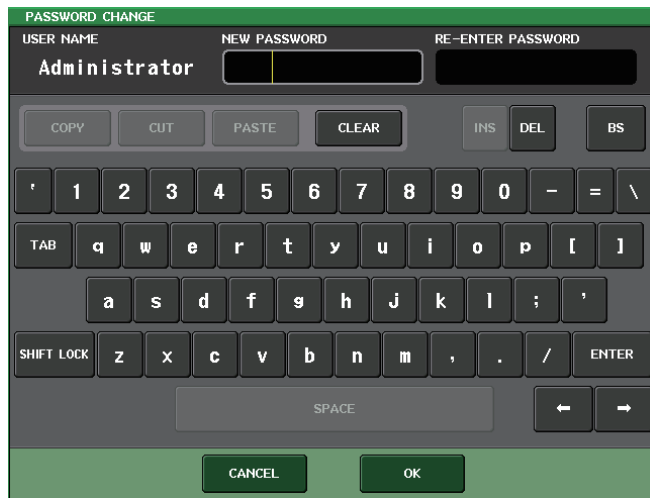 PASSWORD CHANGE
USER NAME NEW PASSWORD RE-ENTER PASSWORD
Administrator
COPY CUT PASTE CLEAR INS DEL BS
' 1 2 3 4 5 6 7 8 9 0 - = \
TAB q w e r t y u i o p [ ]
a s d f g h j k l ; '
SHIFT LOCK z x c v b n m , . / ENTER
SPACE ← →
CANCEL OK